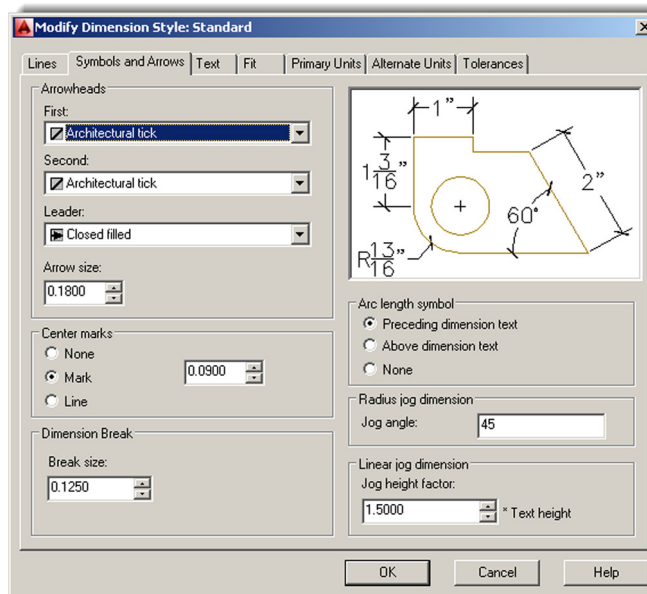 Modify Dimension Style: Standard
Lines Symbols and Arrows Text Fit Primary Units Alternate Units Tolerances
Arrowheads
First:
Architectural tick
Second:
Architectural tick
Leader:
Closed filled
Arrow size:
0.1800
Center marks
None
Mark
Line
0.0900
Dimension Break
Break size:
0.1250
1"
1 3/16"
2"
60°
R13/16"
Arc length symbol
Preceding dimension text
Above dimension text
None
Radius jog dimension
Jog angle: 45
Linear jog dimension
Jog height factor:
1.5000 * Text height
OK Cancel Help